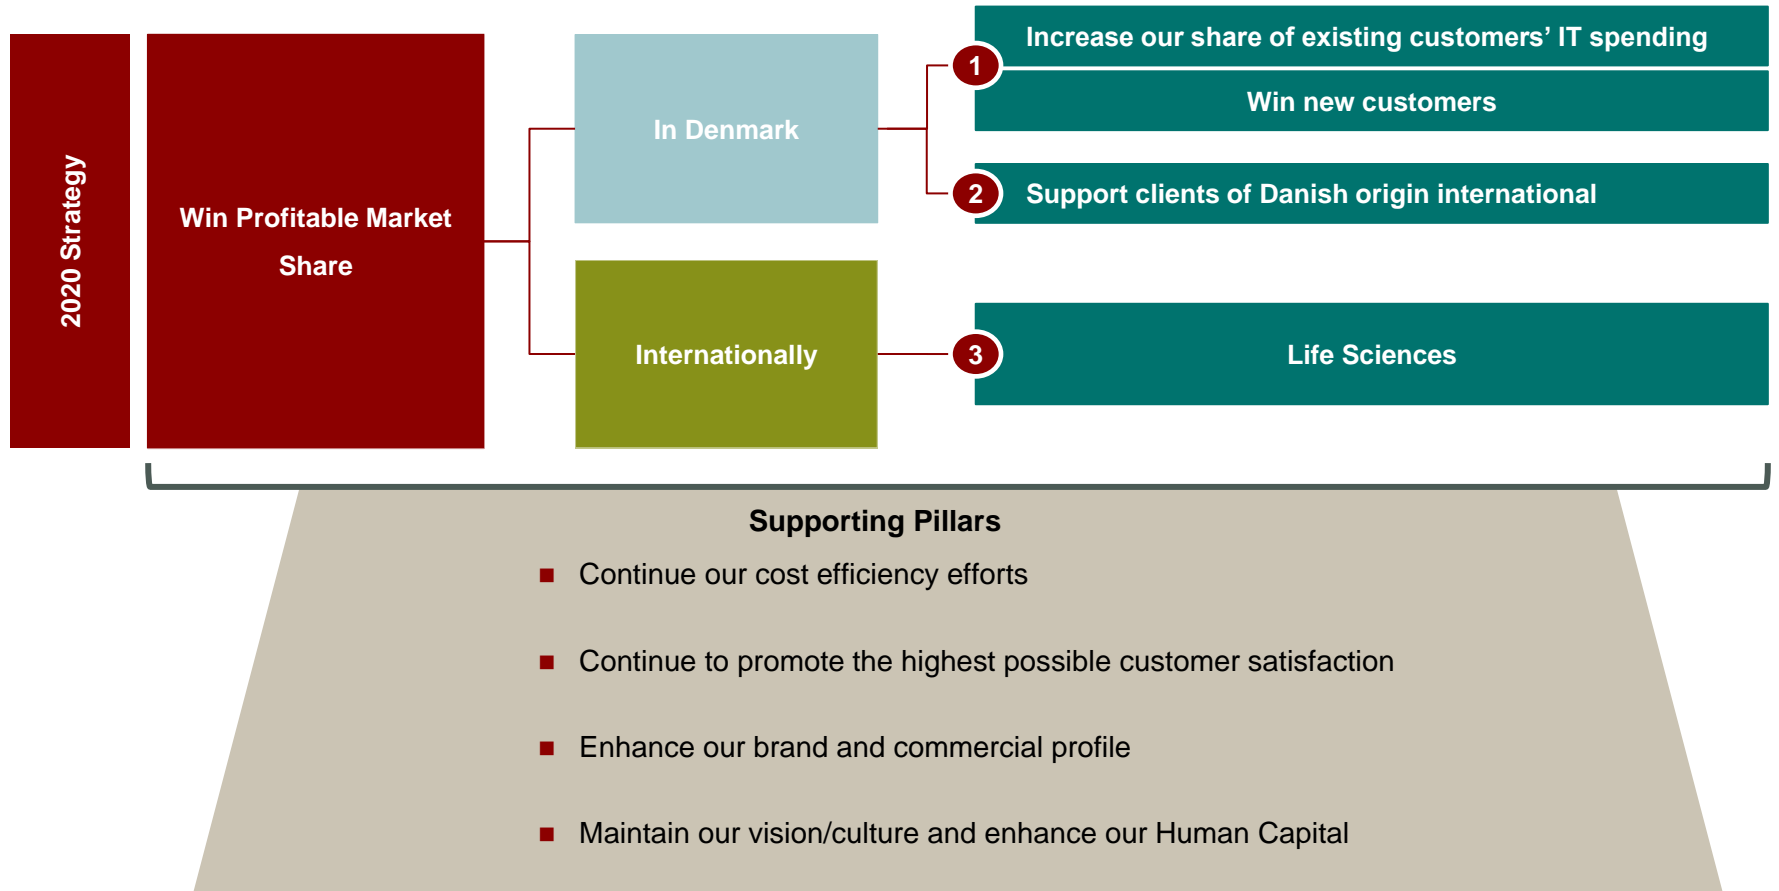 2020 Strategy
Win Profitable Market
Share
In Denmark
Internationally
1
Increase our share of existing customers’ IT spending
Win new customers
2
Support clients of Danish origin international
3
Life Sciences
Supporting Pillars
Continue our cost efficiency efforts
Continue to promote the highest possible customer satisfaction
Enhance our brand and commercial profile
Maintain our vision/culture and enhance our Human Capital